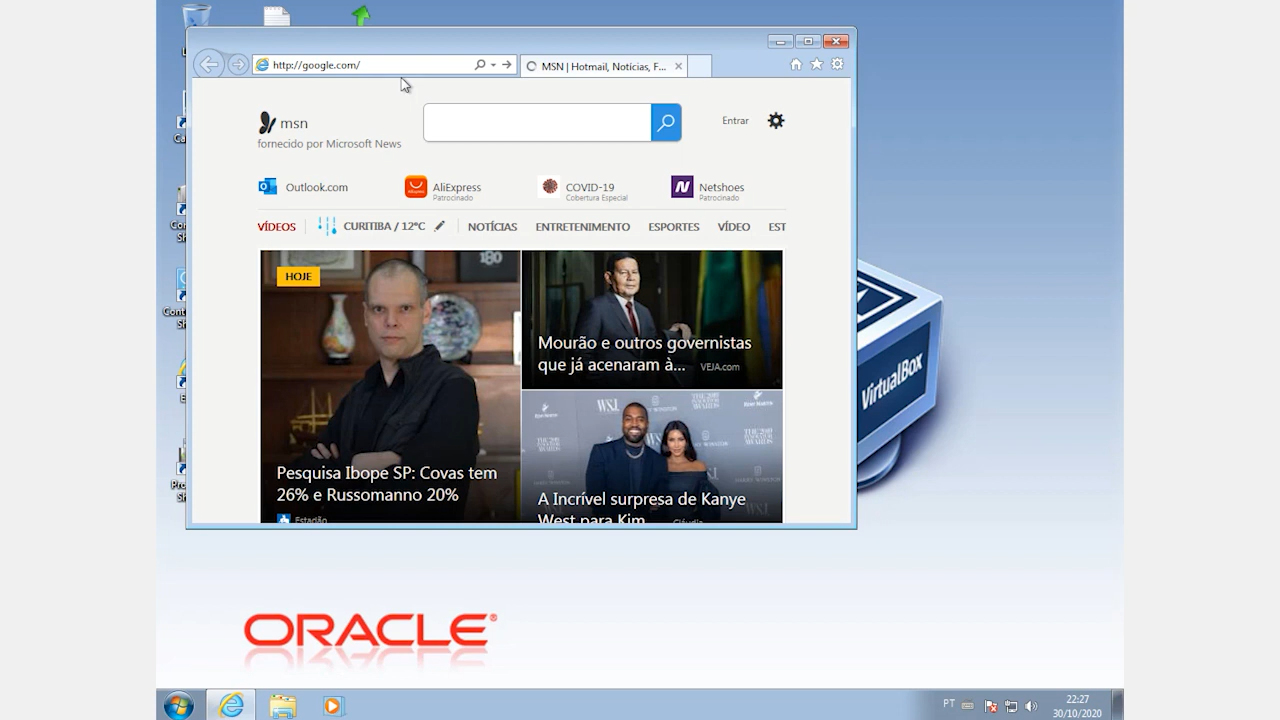 http://google.com/
MSN | Hotmail, Notícias, F...
msn
fornecido por Microsoft News
Entrar
Outlook.com
AliExpress
Patrocinado
COVID-19
Cobertura Especial
Netshoes
Patrocinado
VÍDEOS
CURITIBA / 12°C
NOTÍCIAS
ENTRETENIMENTO
ESPORTES
VÍDEO
EST
HOJE
180
Pesquisa Ibope SP: Covas tem
26% e Russomanno 20%
Estadão
Mourão e outros governistas
que já acenaram à...
VEJA.com
WSJ
A Incrível surpresa de Kanye
West para Kim
VirtualBox
ORACLE®
PT
22:27
30/10/2020